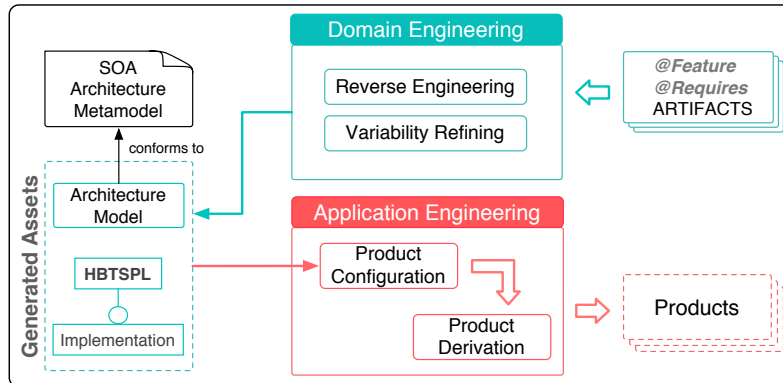 Domain Engineering
SOA
Architecture
Metamodel
Reverse Engineering
Variability Refining
@Feature
@Requires
ARTIFACTS
conforms to
Generated Assets
Architecture
Model
HBTSPL
Implementation
Application Engineering
Product
Configuration
Product
Derivation
Products